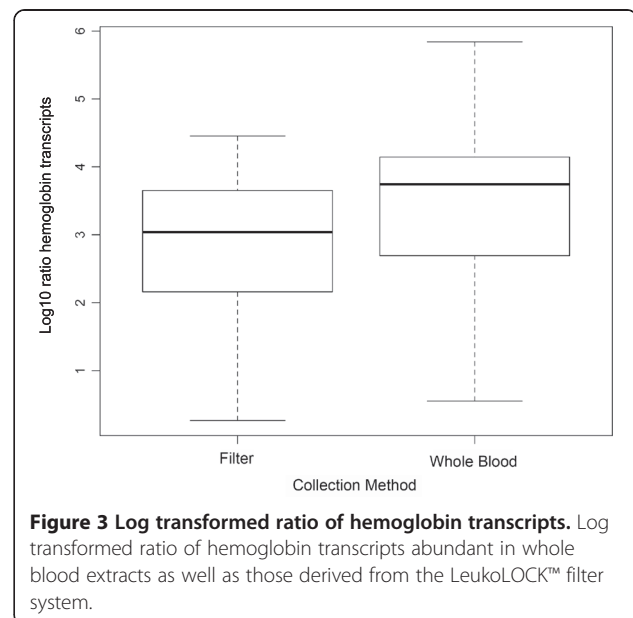 6
5
4
3
2
1
Log10 ratio hemoglobin transcripts
Filter
Whole Blood
Collection Method
Figure 3 Log transformed ratio of hemoglobin transcripts. Log
transformed ratio of hemoglobin transcripts abundant in whole
blood extracts as well as those derived from the LeukoLOCK™ filter
system.